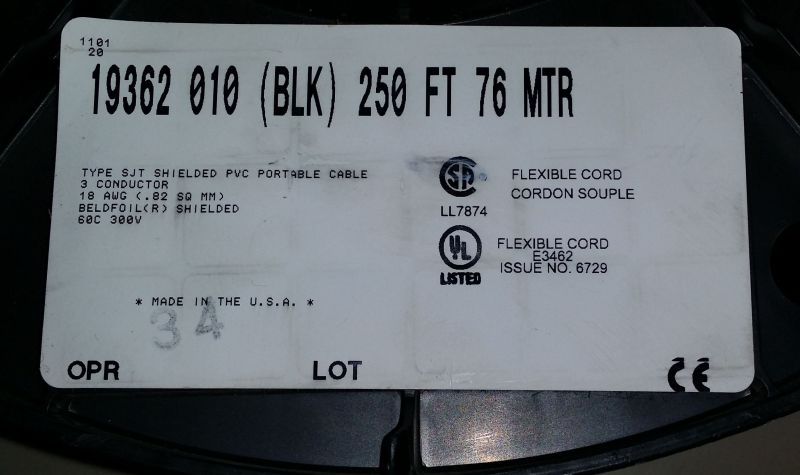 1101
20
19362 010 (BLK) 250 FT 76 MTR
TYPE SJT SHIELDED PVC PORTABLE CABLE
3 CONDUCTOR
18 AWG (.82 SQ MM)
BELDFOIL(R) SHIELDED
60C 300V
SA
FLEXIBLE CORD
CORDON SOUPLE
LL7874
UL
LISTED
FLEXIBLE CORD
E3462
ISSUE NO. 6729
* MADE IN THE U.S.A. *
34
OPR
LOT
CE